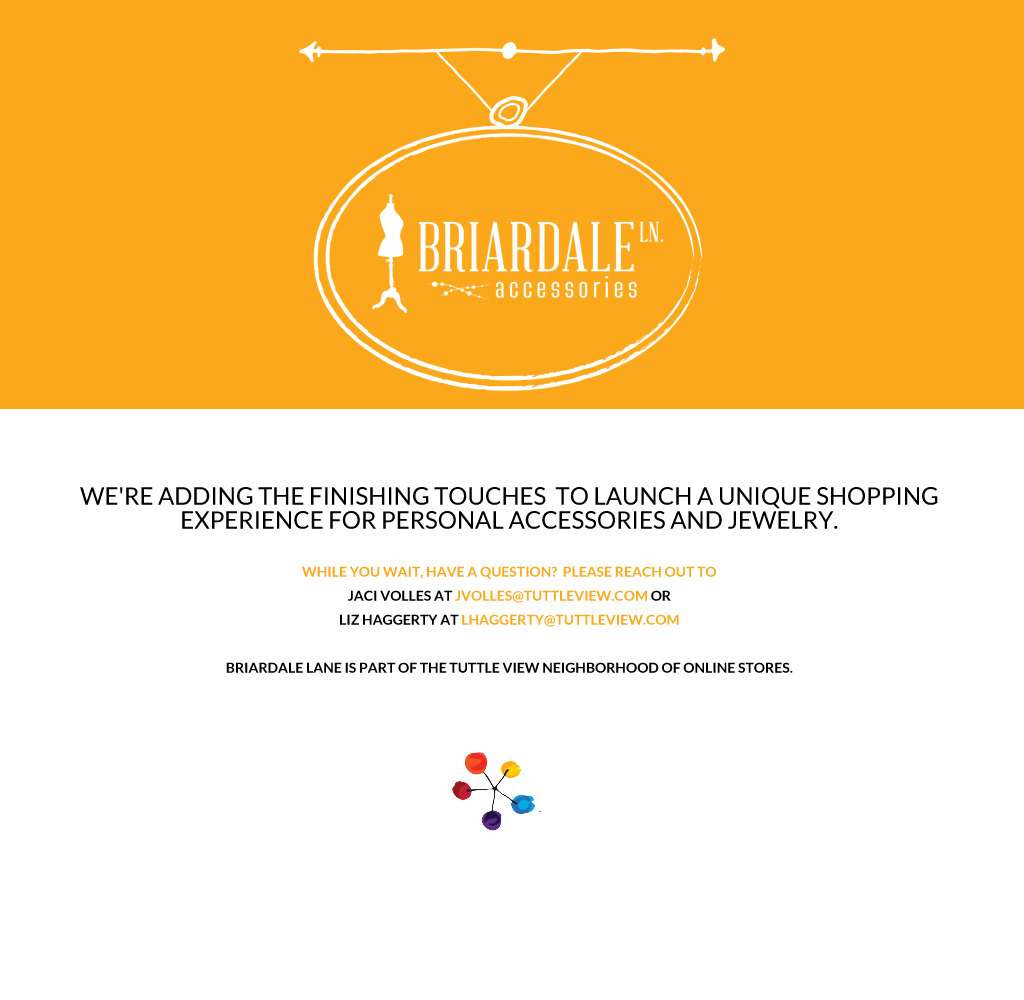 BRIARDALE LN.
accessories
WE'RE ADDING THE FINISHING TOUCHES  TO LAUNCH A UNIQUE SHOPPING
EXPERIENCE FOR PERSONAL ACCESSORIES AND JEWELRY.
WHILE YOU WAIT, HAVE A QUESTION?  PLEASE REACH OUT TO
JACI VOLLES AT JVOLLES@TUTTLEVIEW.COM OR
LIZ HAGGERTY AT LHAGGERTY@TUTTLEVIEW.COM
BRIARDALE LANE IS PART OF THE TUTTLE VIEW NEIGHBORHOOD OF ONLINE STORES.